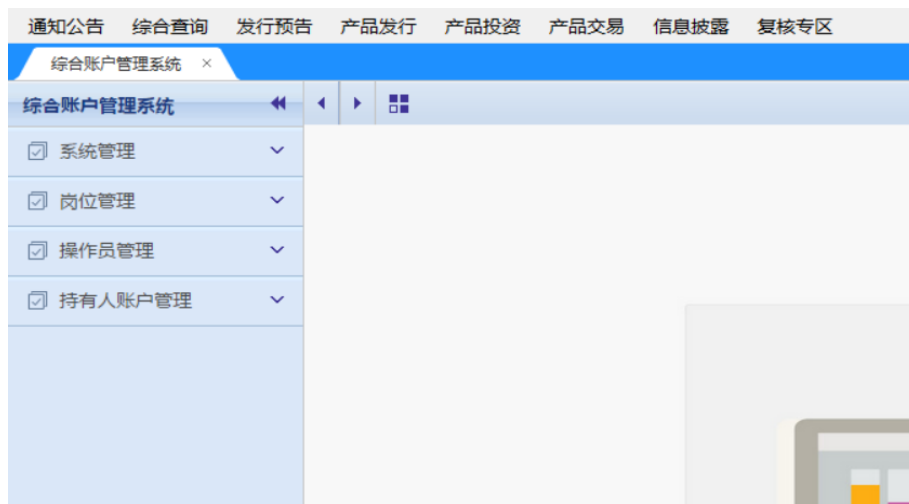 通知公告 综合查询 发行预告 产品发行 产品投资 产品交易 信息披露 复核专区
综合账户管理系统 ×
综合账户管理系统
系统管理
岗位管理
操作员管理
持有人账户管理